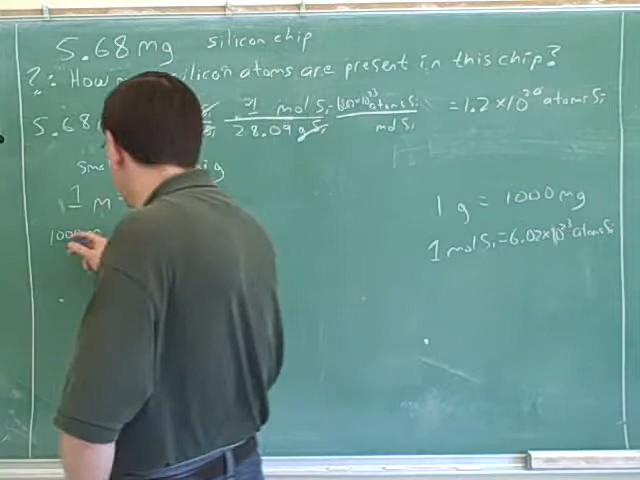 5.68mg silicon chip
?: How silicon atoms are present in this chip?
5.68 1 mol Si 6.02×10²³ atoms Si = 1.2 × 10²⁰ atoms Si
28.09 g Si mol Si
1 m
1 g = 1000 mg
1000
1 mol Si = 6.02×10²³ atoms Si